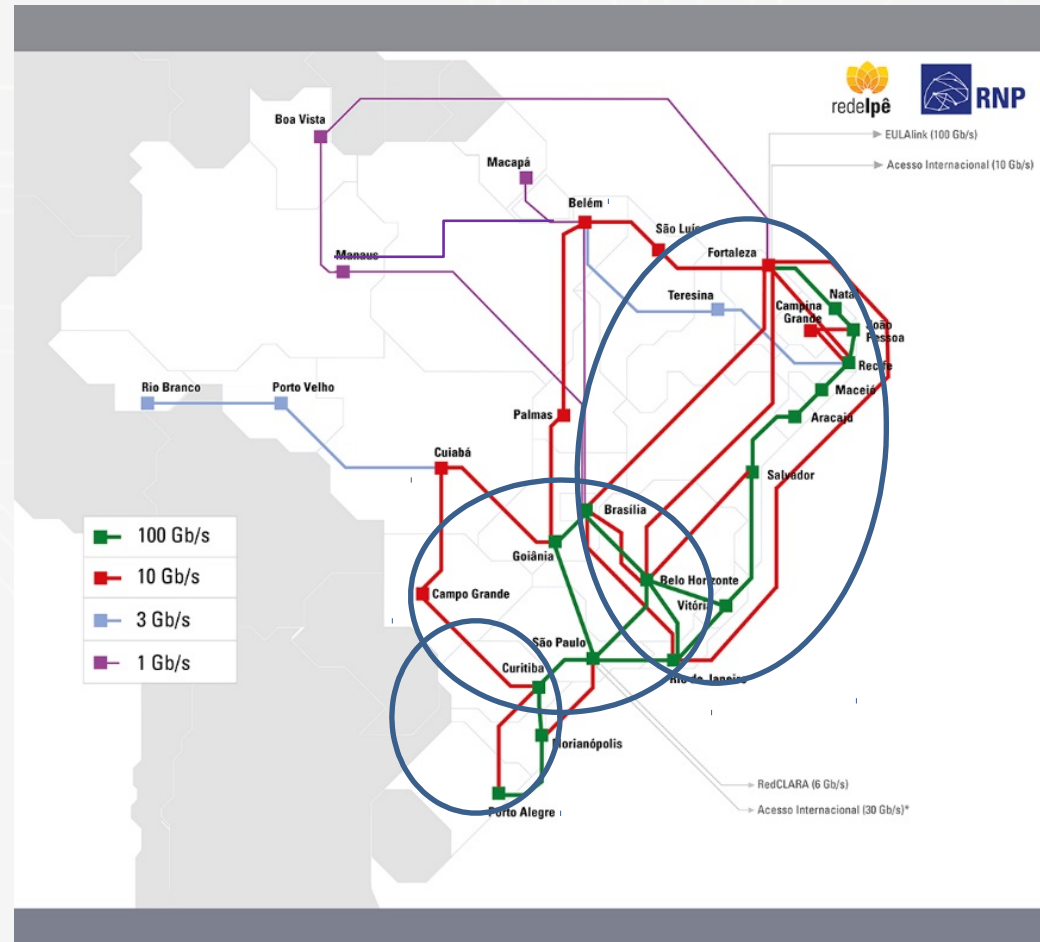 redeIpê
RNP
EULAlink (100 Gb/s)
Acesso Internacional (10 Gb/s)
Boa Vista
Macapá
Belém
São Luís
Fortaleza
Manaus
Teresina
Natal
Campina
Grande
João
Pessoa
Recife
Maceió
Aracajú
Rio Branco
Porto Velho
Palmas
Cuiabá
Salvador
Brasília
Goiânia
Belo Horizonte
Vitória
Campo Grande
São Paulo
Curitiba
Rio de Janeiro
Florianópolis
Porto Alegre
100 Gb/s
10 Gb/s
3 Gb/s
1 Gb/s
RedCLARA (6 Gb/s)
Acesso Internacional (30 Gb/s)*